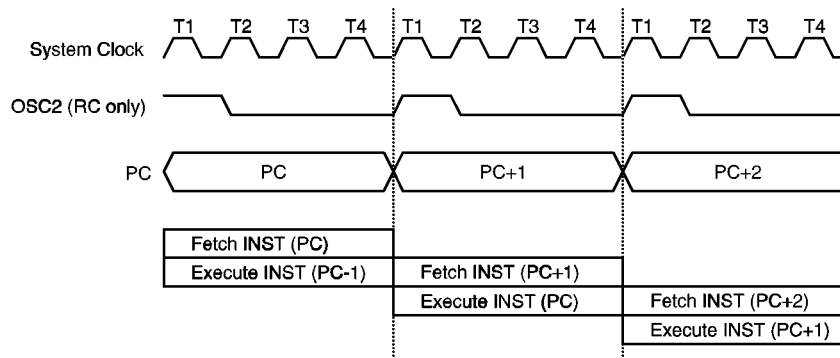 T1 T2 T3 T4 T1 T2 T3 T4 T1 T2 T3 T4
System Clock
OSC2 (RC only)
PC PC PC+1 PC+2
Fetch INST (PC)
Execute INST (PC-1) Fetch INST (PC+1)
Execute INST (PC) Fetch INST (PC+2)
Execute INST (PC+1)